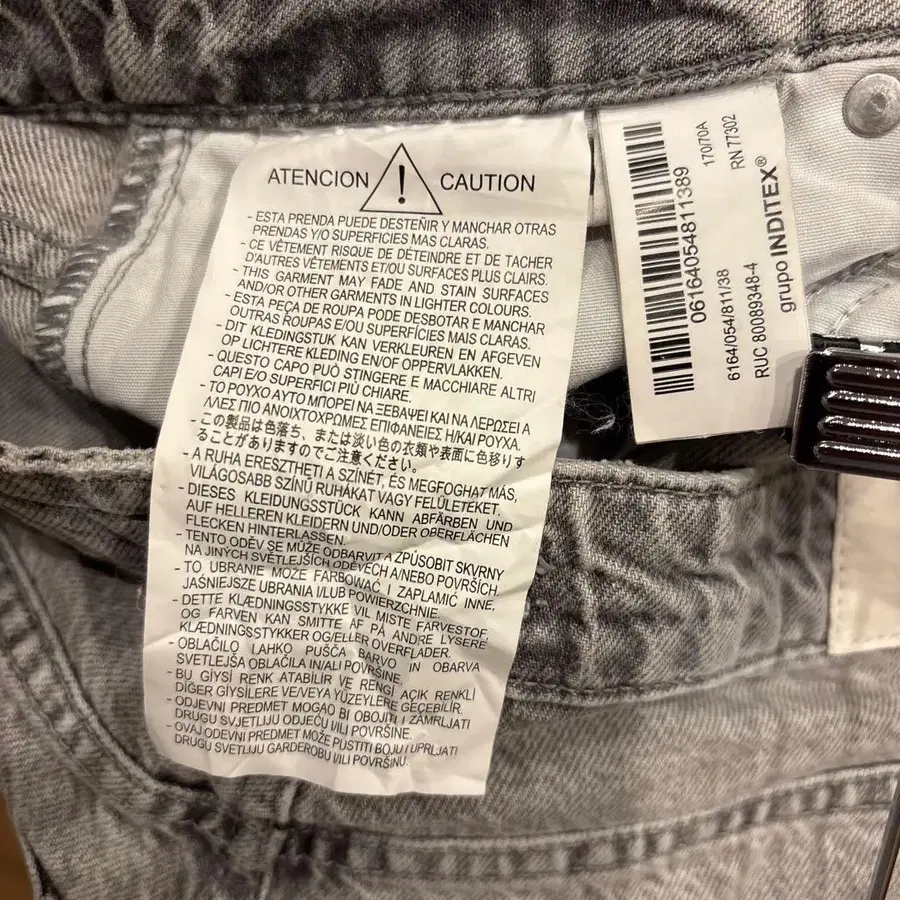 ATENCION ! CAUTION
- ESTA PRENDA PUEDE DESTEÑIR Y MANCHAR OTRAS
PRENDAS Y/O SUPERFICIES MAS CLARAS.
- CE VÊTEMENT RISQUE DE DÉTEINDRE ET DE TACHER
D'AUTRES VÊTEMENTS ET/OU SURFACES PLUS CLAIRS.
- THIS GARMENT MAY FADE AND STAIN SURFACES
AND/OR OTHER GARMENTS IN LIGHTER COLOURS.
- ESTA PEÇA DE ROUPA PODE DESBOTAR E MANCHAR
OUTRAS ROUPAS E/OU SUPERFÍCIES MAIS CLARAS.
- DIT KLEDINGSTUK KAN VERKLEUREN EN AFGEVEN
OP LICHTERE KLEDING EN/OF OPPERVLAKKEN.
- QUESTO CAPO PUÒ STINGERE E MACCHIARE ALTRI
CAPI E/O SUPERFICI PIÙ CHIARE.
- ΤΟ ΡΟΥΧΟ ΑΥΤΟ ΜΠΟΡΕΙ ΝΑ ΞΕΒΑΨΕΙ ΚΑΙ ΝΑ ΛΕΡΩΣΕΙ Α
ΛΛΕΣ ΠΙΟ ΑΝΟΙΧΤΟΧΡΩΜΕΣ ΕΠΙΦΑΝΕΙΕΣ Η/ΚΑΙ ΡΟΥΧΑ.
- この製品は色落ち、または淡い色の衣類や表面に色移りす
ることがありますのでご注意ください。
- A RUHA ERESZTHETI A SZÍNÉT, ÉS MEGFOGHAT MÁS,
VILÁGOSABB SZÍNŰ RUHÁKAT VAGY FELÜLETEKET.
- DIESES KLEIDUNGSSTÜCK KANN ABFÄRBEN UND
AUF HELLEREN KLEIDERN UND/ODER OBERFLÄCHEN
FLECKEN HINTERLASSEN.
- TENTO ODĚV SE MŮŽE ODBARVIT A ZPŮSOBIT SKVRNY
NA JINÝCH SVĚTLEJŠÍCH ODĚVECH A/NEBO POVRŠÍCH.
- TO UBRANIE MOŻE FARBOWAĆ I ZAPLAMIĆ INNE,
JAŚNIEJSZE UBRANIA I/LUB POWIERZCHNIE.
- DETTE KLÆDNINGSSTYKKE VIL MISTE FARVESTOF.
OG FARVEN KAN SMITTE AF PÅ ANDRE LYSERE
KLÆDNINGSSTYKKER OG/ELLER OVERFLADER.
- OBLAČILO LAHKO PUŠČA BARVO IN OBARVA
SVETLEJŠA OBLAČILA IN/ALI POVRŠINE.
- BU GİYSİ RENK ATABİLİR VE RENGİ AÇIK RENKLİ
DİĞER GİYSİLERE VE/VEYA YÜZEYLERE GEÇEBİLİR.
- ODJEVNI PREDMET MOGAO BI OBOJITI I ZAMRLJATI
DRUGU SVJETLIJU ODJEĆU I/ILI POVRŠINE.
- OVAJ ODEVNI PREDMET MOŽE PUSTITI BOJU I UPRLJATI
DRUGU SVETLIJU GARDEROBU I/ILI POVRŠINU.
06164054811389
170/70A
RN 77302
6164/054/811/38
RUC 80089348-4
grupo INDITEX®